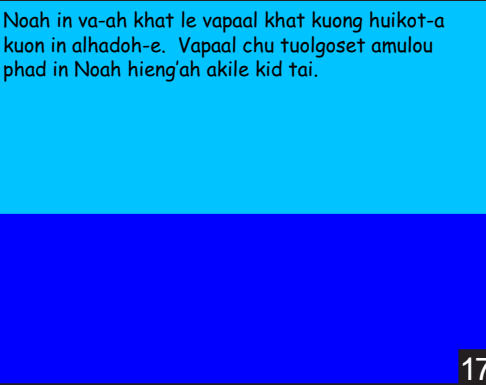 Noah in va-ah khat le vapaal khat kuong huikot-a
kuon in alhadoh-e.  Vapaal chu tuolgoset amulou
phad in Noah hieng'ah akile kid tai.
17